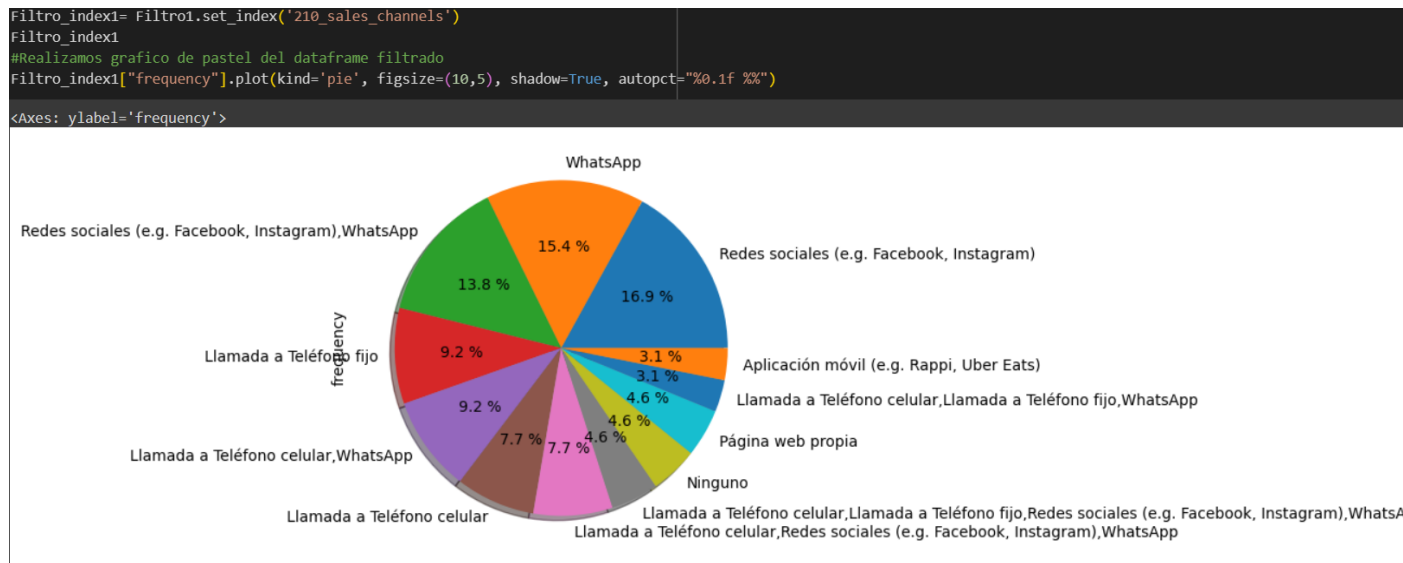 Filtro_index1= Filtro1.set_index('210_sales_channels')
Filtro_index1
#Realizamos grafico de pastel del dataframe filtrado
Filtro_index1["frequency"].plot(kind='pie', figsize=(10,5), shadow=True, autopct="%0.1f %%")
<Axes: ylabel='frequency'>
WhatsApp
Redes sociales (e.g. Facebook, Instagram),WhatsApp
15.4 %
Redes sociales (e.g. Facebook, Instagram)
13.8 %
16.9 %
frequency
Llamada a Teléfono fijo
9.2 %
3.1 %
Aplicación móvil (e.g. Rappi, Uber Eats)
3.1 %
Llamada a Teléfono celular,Llamada a Teléfono fijo,WhatsApp
9.2 %
4.6 %
4.6 %
4.6 %
7.7 %
7.7 %
Página web propia
Llamada a Teléfono celular,WhatsApp
Ninguno
Llamada a Teléfono celular
Llamada a Teléfono celular,Llamada a Teléfono fijo,Redes sociales (e.g. Facebook, Instagram),WhatsA
Llamada a Teléfono celular,Redes sociales (e.g. Facebook, Instagram),WhatsApp